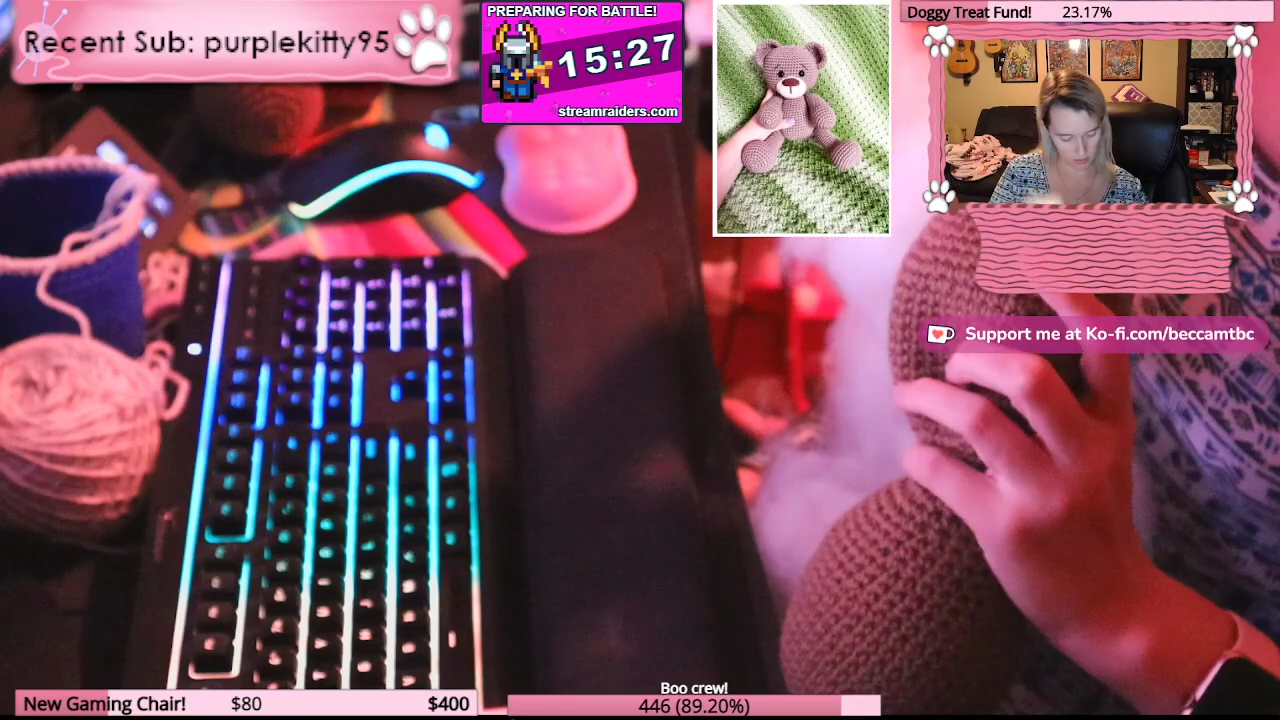 Recent Sub: purplekitty95
PREPARING FOR BATTLE!
15:27
streamraiders.com
Doggy Treat Fund! 23.17%
Support me at Ko-fi.com/beccamtbc
New Gaming Chair! $80 $400
Boo crew!
446 (89.20%)